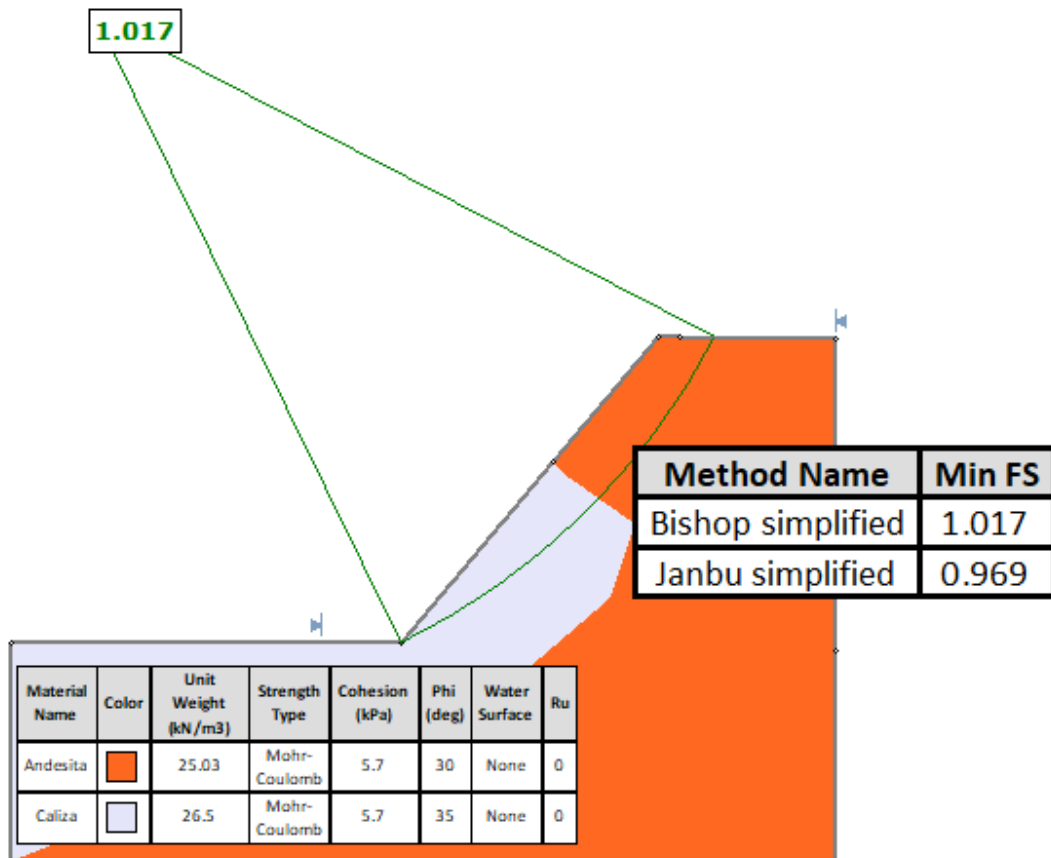 1.017
Method Name Min FS
Bishop simplified 1.017
Janbu simplified 0.969
Material Name Color Unit Weight (kN/m3) Strength Type Cohesion (kPa) Phi (deg) Water Surface Ru
Andesita 25.03 Mohr-Coulomb 5.7 30 None 0
Caliza 26.5 Mohr-Coulomb 5.7 35 None 0